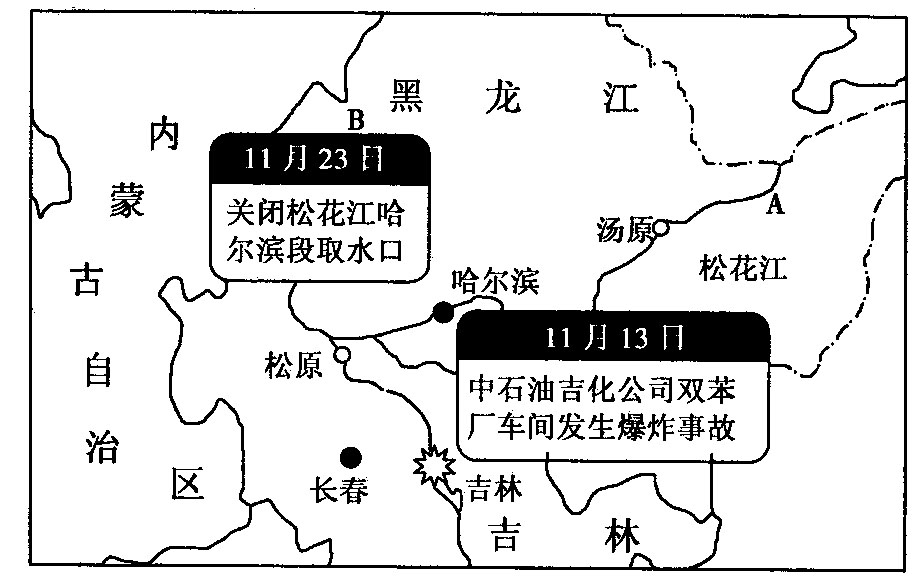 黑龙江
内蒙古自治区
B
11月23日
关闭松花江哈
尔滨段取水口
A
汤原
松花江
哈尔滨
11月13日
中石油吉化公司双苯
厂车间发生爆炸事故
松原
长春
吉林
吉林